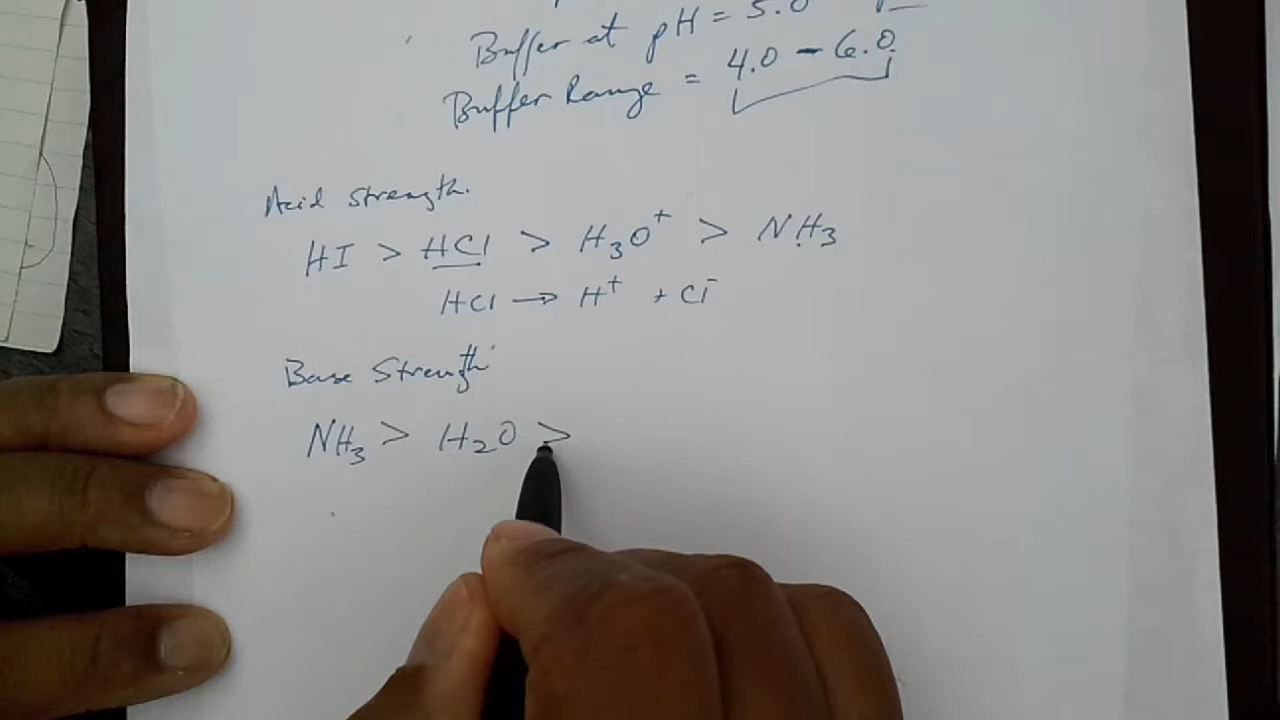 Buffer at pH = 5.0
Buffer Range = 4.0 - 6.0
Acid strength.
HI > HCl > H₃O⁺ > NH₃
HCl → H⁺ + Cl⁻
Base Strength
NH₃ > H₂O >